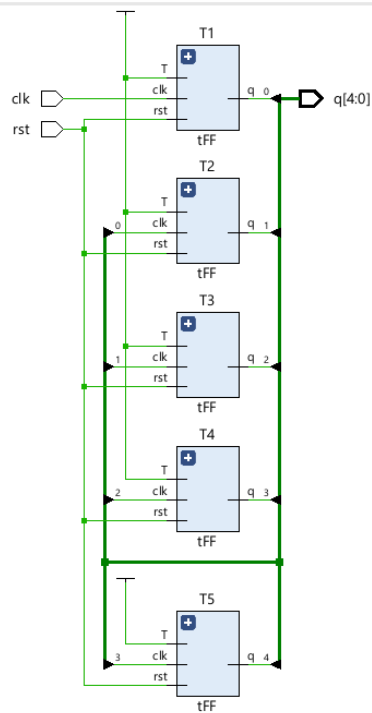 T1
T
clk
clk
q 0
q[4:0]
rst
rst
tFF
T2
T
0
clk
q 1
rst
tFF
T3
T
1
clk
q 2
rst
tFF
T4
T
2
clk
q 3
rst
tFF
T5
T
3
clk
q 4
rst
tFF